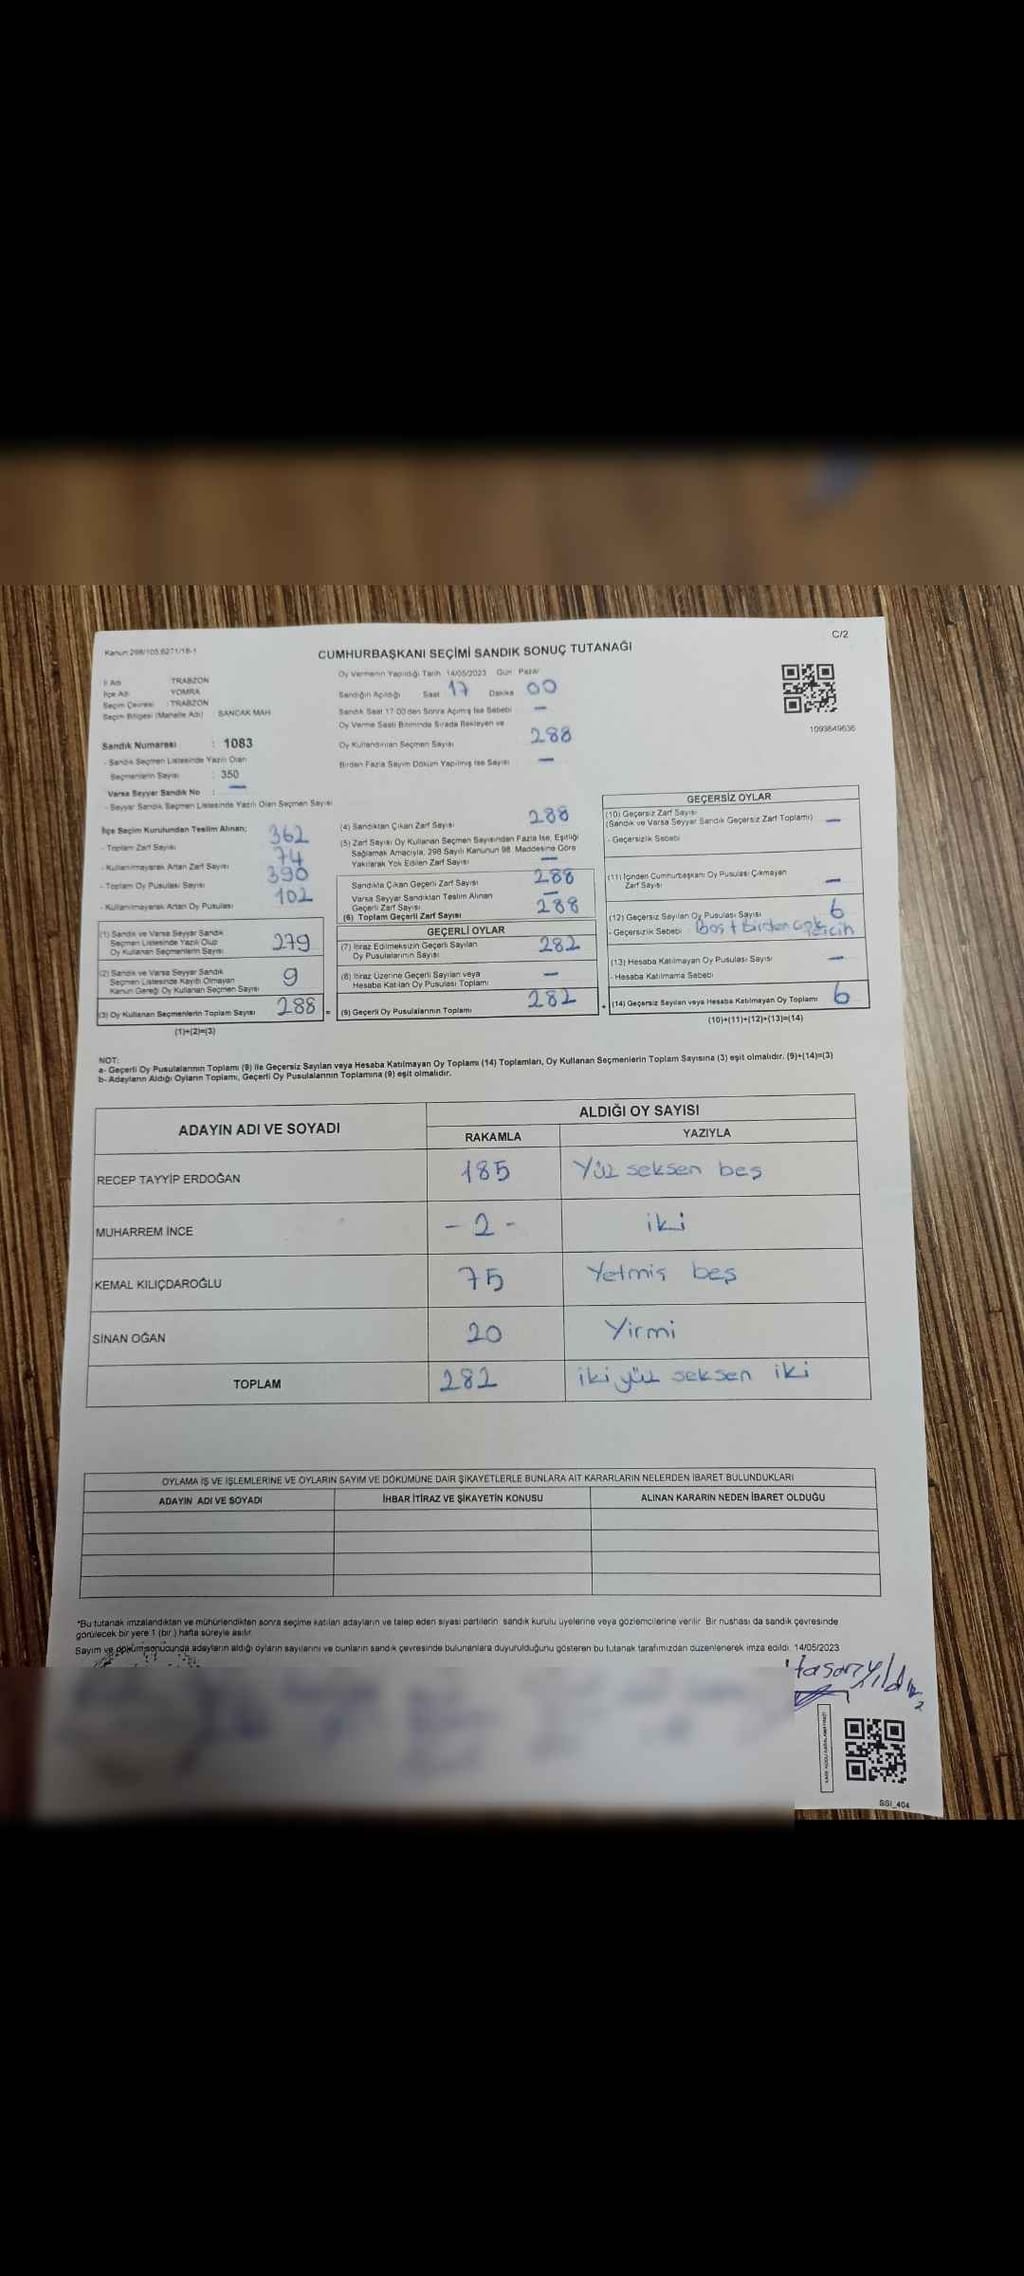 C/2
Kanun:298/105,6271/18-1
CUMHURBAŞKANI SEÇİMİ SANDIK SONUÇ TUTANAĞI
İl Adı : TRABZON
İlçe Adı : YOMRA
Seçim Çevresi : TRABZON
Seçim Bölgesi (Mahalle Adı) : SANCAK MAH
Sandık Numarası : 1083
- Sandık Seçmen Listesinde Yazılı Olan
Seçmenlerin Sayısı : 350
Varsa Seyyar Sandık No : —
- Seyyar Sandık Seçmen Listesinde Yazılı Olan Seçmen Sayısı
Oy Vermenin Yapıldığı Tarih 14/05/2023 Gün: Pazar
Sandığın Açıldığı Saat 17 Dakika 00
Sandık Saat 17:00'den Sonra Açılmış İse Sebebi —
Oy Verme Saati Bitiminde Sırada Bekleyen ve
Oy Kullandırılan Seçmen Sayısı 288
Birden Fazla Sayım Döküm Yapılmış İse Sayısı —
1093849636
İlçe Seçim Kurulundan Teslim Alınan;
- Toplam Zarf Sayısı 362
- Kullanılmayarak Artan Zarf Sayısı 74
- Toplam Oy Pusulası Sayısı 390
- Kullanılmayarak Artan Oy Pusulası 102
(1) Sandık ve Varsa Seyyar Sandık
Seçmen Listesinde Yazılı Olup
Oy Kullanan Seçmenlerin Sayısı 279
(2) Sandık ve Varsa Seyyar Sandık
Seçmen Listesinde Kayıtlı Olmayan
Kanun Gereği Oy Kullanan Seçmen Sayısı 9
(3) Oy Kullanan Seçmenlerin Toplam Sayısı 288 =
(1)+(2)=(3)
(4) Sandıktan Çıkan Zarf Sayısı 288
(5) Zarf Sayısı Oy Kullanan Seçmen Sayısından Fazla İse, Eşitliği
Sağlamak Amacıyla, 298 Sayılı Kanunun 98. Maddesine Göre
Yakılarak Yok Edilen Zarf Sayısı —
Sandıkta Çıkan Geçerli Zarf Sayısı 288
Varsa Seyyar Sandıktan Teslim Alınan
Geçerli Zarf Sayısı —
(6) Toplam Geçerli Zarf Sayısı 288
GEÇERLİ OYLAR
(7) İtiraz Edilmeksizin Geçerli Sayılan
Oy Pusulalarının Sayısı 282
(8) İtiraz Üzerine Geçerli Sayılan veya
Hesaba Katılan Oy Pusulası Toplamı —
(9) Geçerli Oy Pusulalarının Toplamı 282 +
GEÇERSİZ OYLAR
(10) Geçersiz Zarf Sayısı
(Sandık ve Varsa Seyyar Sandık Geçersiz Zarf Toplamı) —
- Geçersizlik Sebebi
(11) İçinden Cumhurbaşkanı Oy Pusulası Çıkmayan
Zarf Sayısı —
(12) Geçersiz Sayılan Oy Pusulası Sayısı 6
- Geçersizlik Sebebi Boş + Birden çok
(13) Hesaba Katılmayan Oy Pusulası Sayısı —
- Hesaba Katılmama Sebebi
(14) Geçersiz Sayılan veya Hesaba Katılmayan Oy Toplamı 6
(10)+(11)+(12)+(13)=(14)
NOT:
a- Geçerli Oy Pusulalarının Toplamı (9) ile Geçersiz Sayılan veya Hesaba Katılmayan Oy Toplamı (14) Toplamları, Oy Kullanan Seçmenlerin Toplam Sayısına (3) eşit olmalıdır. (9)+(14)=(3)
b- Adayların Aldığı Oyların Toplamı, Geçerli Oy Pusulalarının Toplamına (9) eşit olmalıdır.
ADAYIN ADI VE SOYADI
ALDIĞI OY SAYISI
RAKAMLA YAZIYLA
RECEP TAYYİP ERDOĞAN 185 Yüz seksen beş
MUHARREM İNCE - 2 - iki
KEMAL KILIÇDAROĞLU 75 Yetmiş beş
SİNAN OĞAN 20 Yirmi
TOPLAM 282 iki yüz seksen iki
OYLAMA İŞ VE İŞLEMLERİNE VE OYLARIN SAYIM VE DÖKÜMÜNE DAİR ŞİKAYETLERLE BUNLARA AİT KARARLARIN NELERDEN İBARET BULUNDUKLARI
ADAYIN ADI VE SOYADI İHBAR İTİRAZ VE ŞİKAYETİN KONUSU ALINAN KARARIN NEDEN İBARET OLDUĞU
*Bu tutanak imzalandıktan ve mühürlendikten sonra seçime katılan adayların ve talep eden siyasi partilerin sandık kurulu üyelerine veya gözlemcilerine verilir. Bir nüshası da sandık çevresinde
görülecek bir yere 1 (bir ) hafta süreyle asılır.
Sayım ve döküm sonucunda adayların aldığı oyların sayılarını ve bunların sandık çevresinde bulunanlara duyurulduğunu gösteren bu tutanak tarafımızdan düzenlenerek imza edildi. 14/05/2023
SSI_404